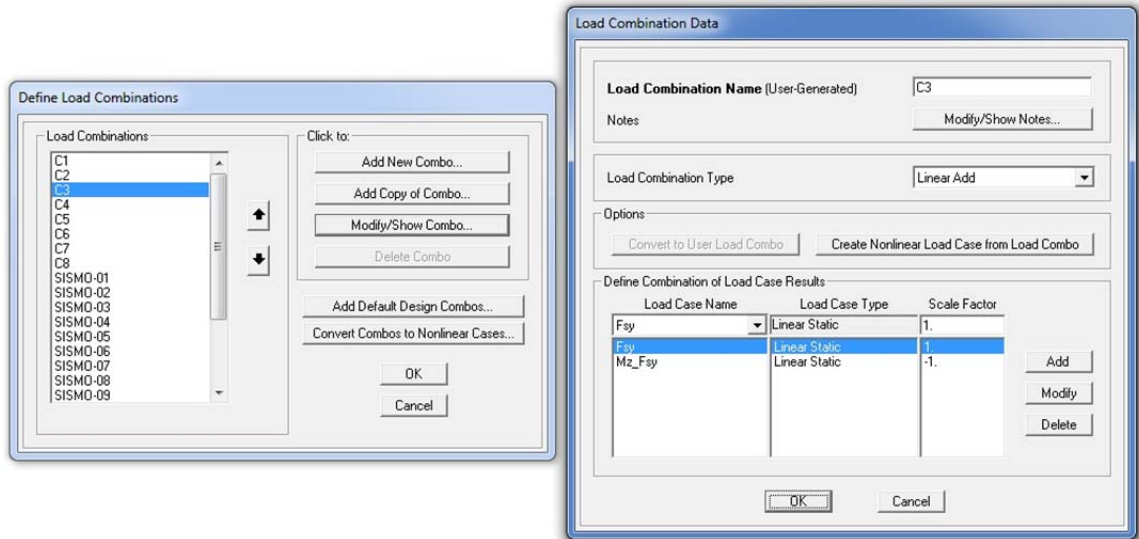 Define Load Combinations
Load Combinations
C1
C2
C3
C4
C5
C6
C7
C8
SISMO-01
SISMO-02
SISMO-03
SISMO-04
SISMO-05
SISMO-06
SISMO-07
SISMO-08
SISMO-09
Click to:
Add New Combo...
Add Copy of Combo...
Modify/Show Combo...
Delete Combo
Add Default Design Combos...
Convert Combos to Nonlinear Cases...
OK
Cancel
Load Combination Data
Load Combination Name (User-Generated) C3
Notes Modify/Show Notes...
Load Combination Type Linear Add
Options
Convert to User Load Combo Create Nonlinear Load Case from Load Combo
Define Combination of Load Case Results
Load Case Name Load Case Type Scale Factor
Fsy Linear Static 1.
Fsy Linear Static 1.
Mz_Fsy Linear Static -1.
Add
Modify
Delete
OK Cancel